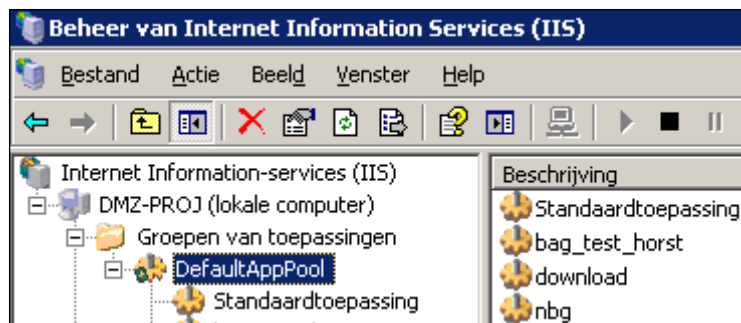 Beheer van Internet Information Services (IIS)
Bestand Actie Beeld Venster Help
Internet Information-services (IIS)
DMZ-PROJ (lokale computer)
Groepen van toepassingen
DefaultAppPool
Standaardtoepassing
Beschrijving
Standaardtoepassing
bag_test_horst
download
nbg